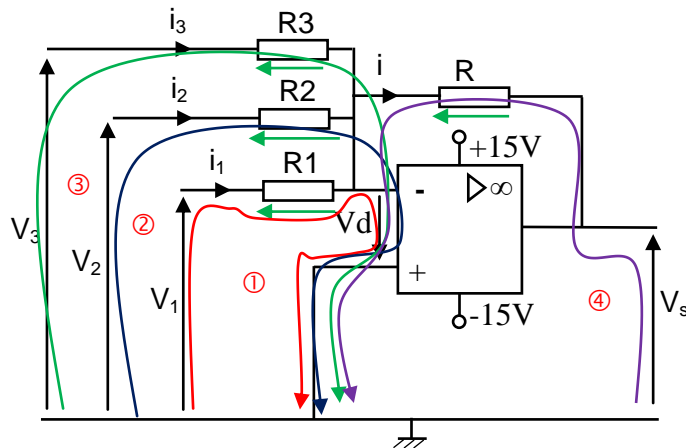 i3 R3
i R
i2 R2
+15V
i1 R1
③ - ∞
② Vd
V3 V2
V1 ① +
④ Vs
-15V